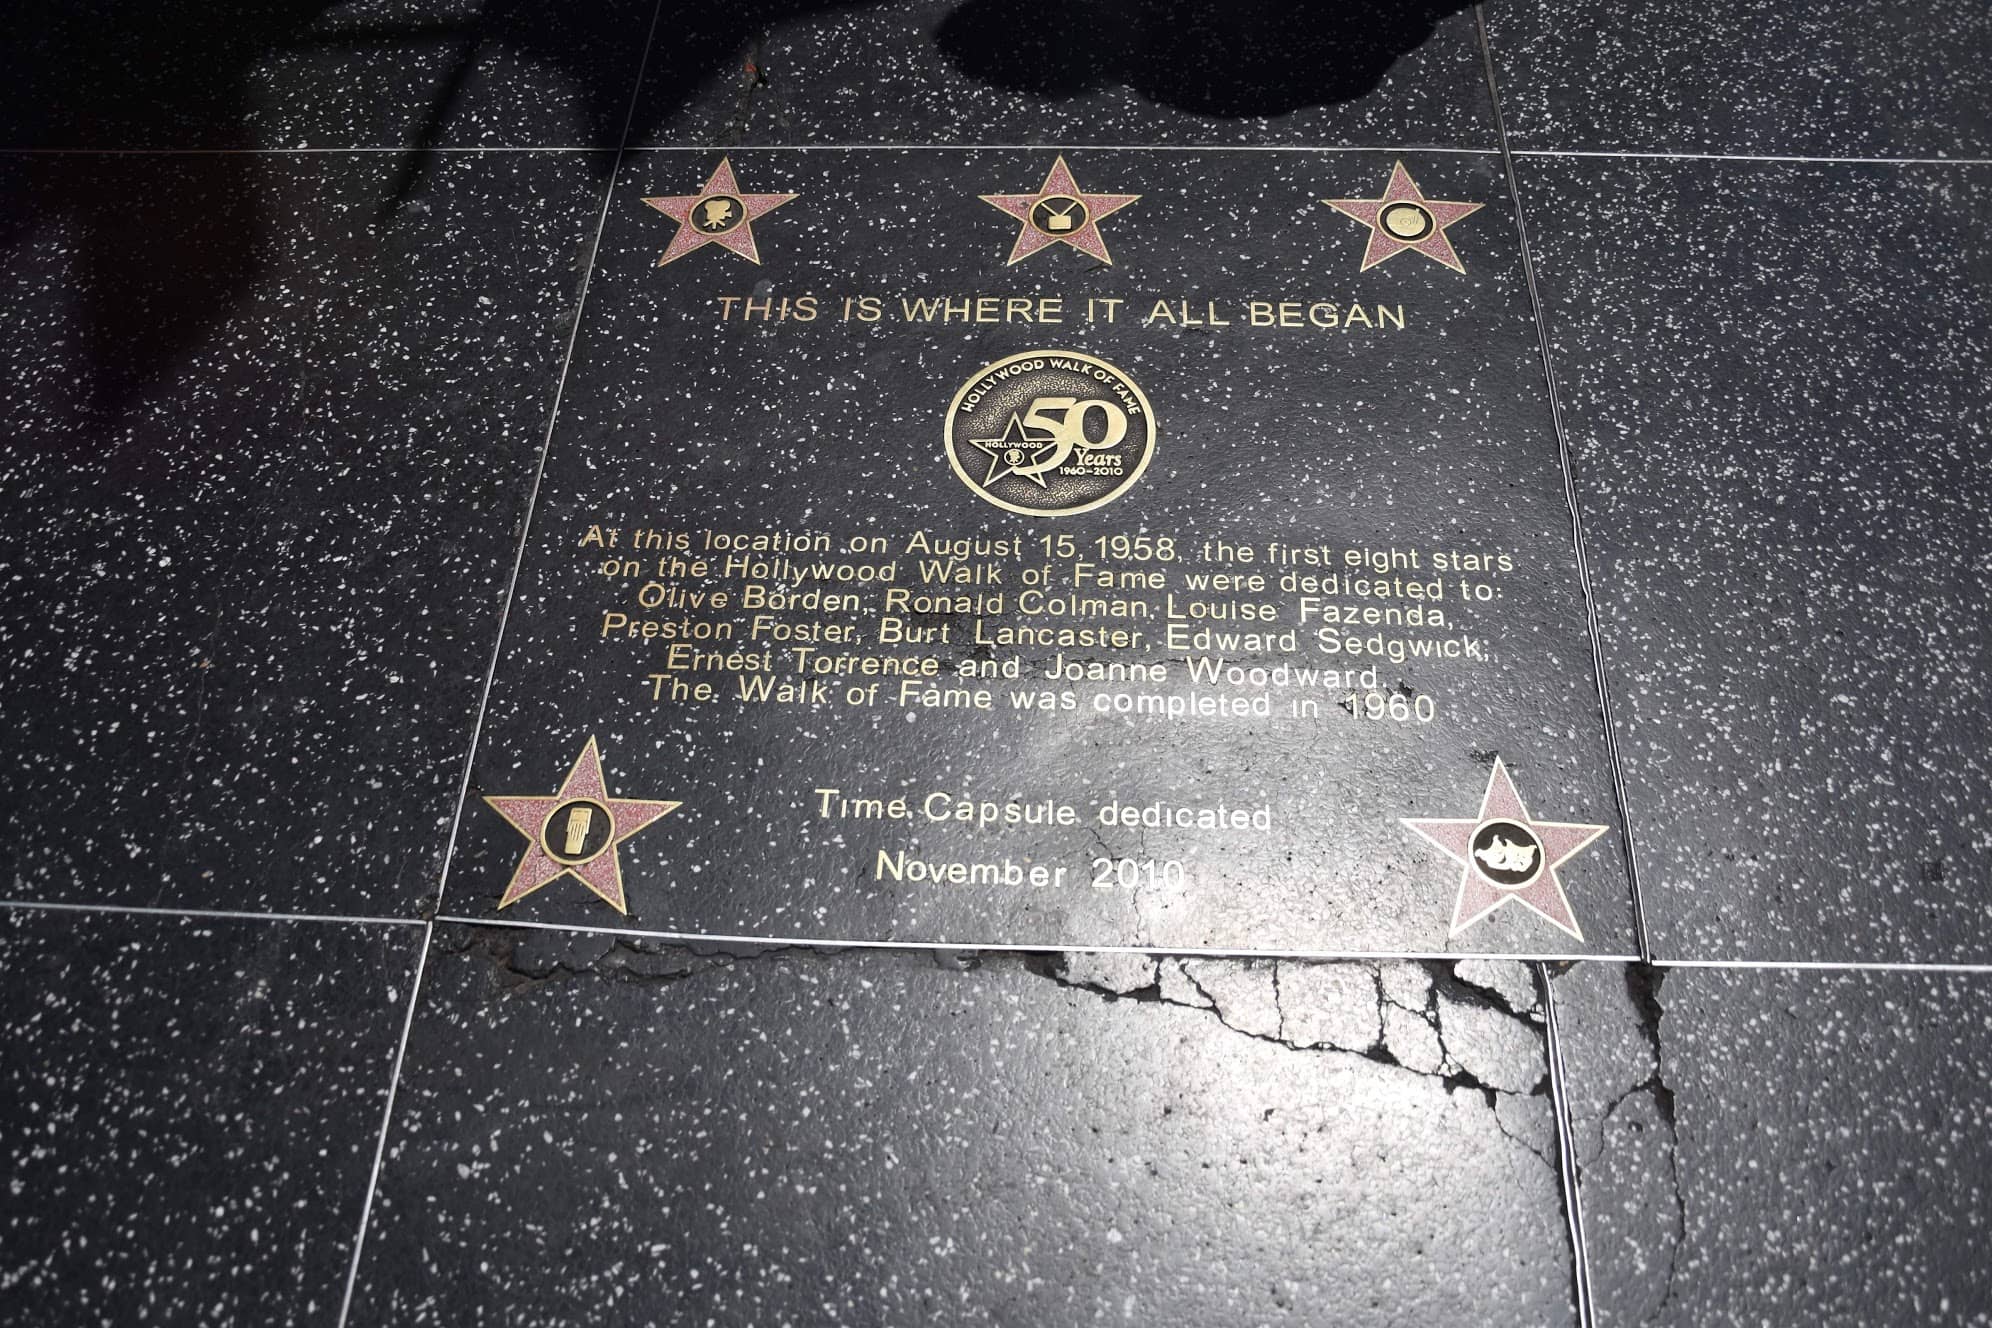 THIS IS WHERE IT ALL BEGAN
HOLLYWOOD WALK OF FAME
50
HOLLYWOOD
Years
1960-2010
At this location on August 15, 1958, the first eight stars
on the Hollywood Walk of Fame were dedicated to:
Olive Borden, Ronald Colman, Louise Fazenda,
Preston Foster, Burt Lancaster, Edward Sedgwick,
Ernest Torrence and Joanne Woodward.
The Walk of Fame was completed in 1960
Time Capsule dedicated
November 2010